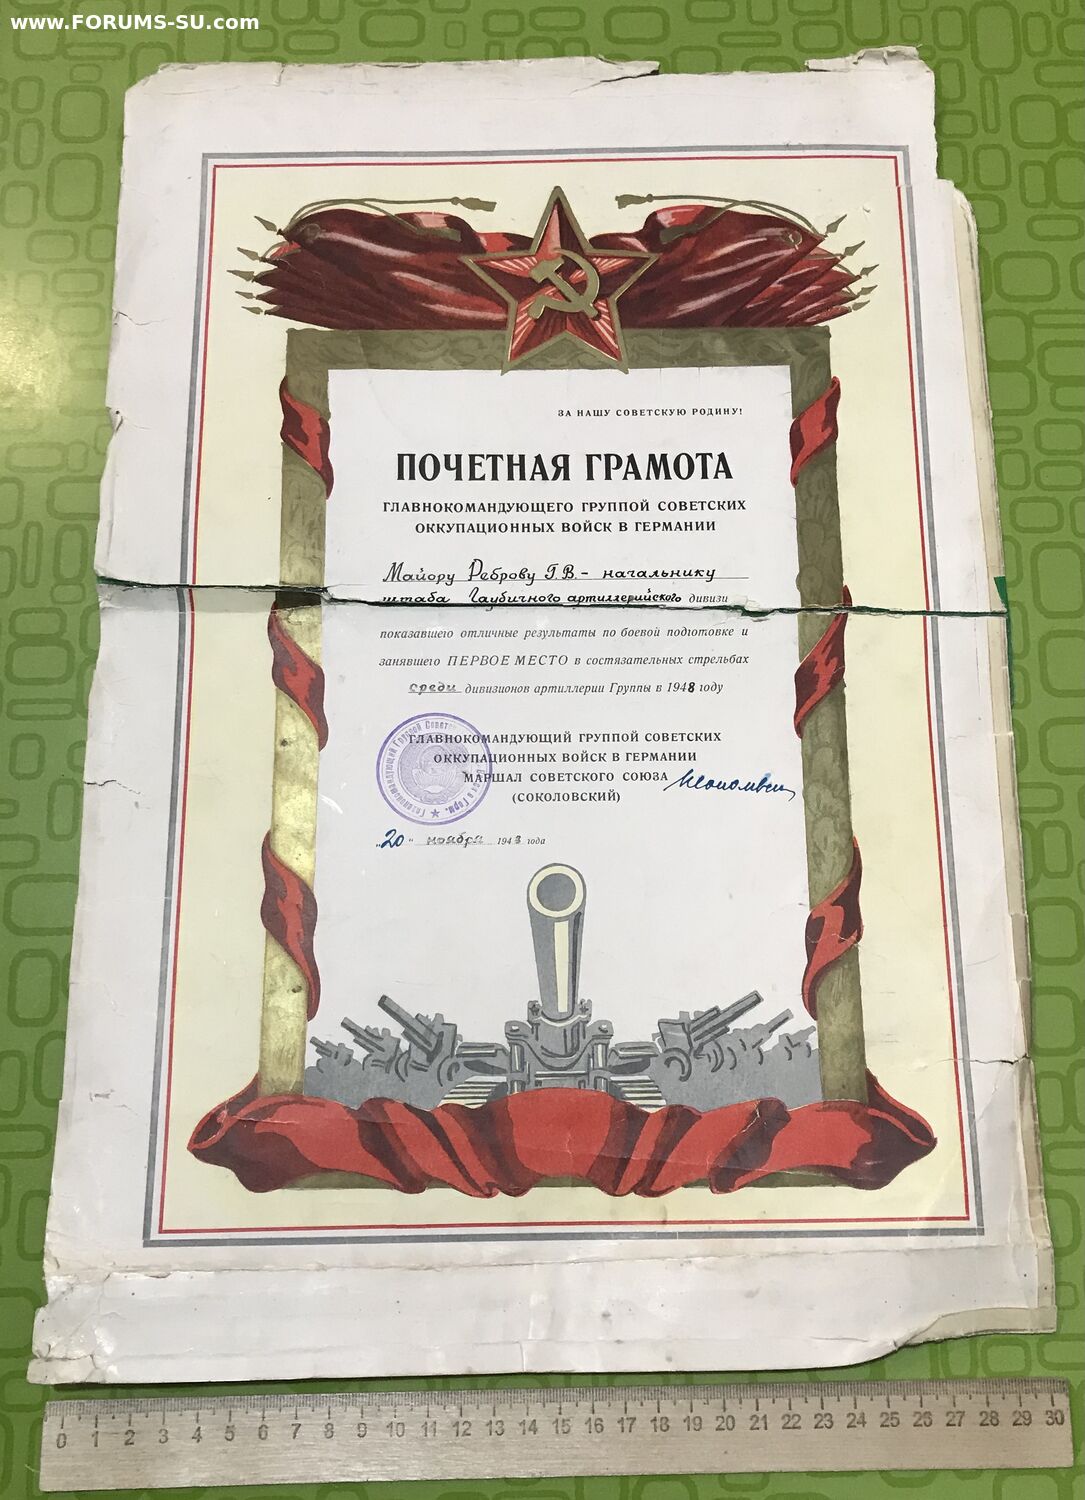 www.FORUMS-SU.com
ЗА НАШУ СОВЕТСКУЮ РОДИНУ!
ПОЧЕТНАЯ ГРАМОТА
ГЛАВНОКОМАНДУЮЩЕГО ГРУППОЙ СОВЕТСКИХ
ОККУПАЦИОННЫХ ВОЙСК В ГЕРМАНИИ
Майору Реброву Г.В. - начальнику
штаба Гаубичного артиллерийского дивизи
показавшего отличные результаты по боевой подготовке и
занявшего ПЕРВОЕ МЕСТО в состязательных стрельбах
среди дивизионов артиллерии Группы в 1948 году
ГЛАВНОКОМАНДУЮЩИЙ ГРУППОЙ СОВЕТСКИХ
ОККУПАЦИОННЫХ ВОЙСК В ГЕРМАНИИ
МАРШАЛ СОВЕТСКОГО СОЮЗА
(СОКОЛОВСКИЙ)
„20“ ноября 1948 года
0 1 2 3 4 5 6 7 8 9 10 11 12 13 14 15 16 17 18 19 20 21 22 23 24 25 26 27 28 29 30